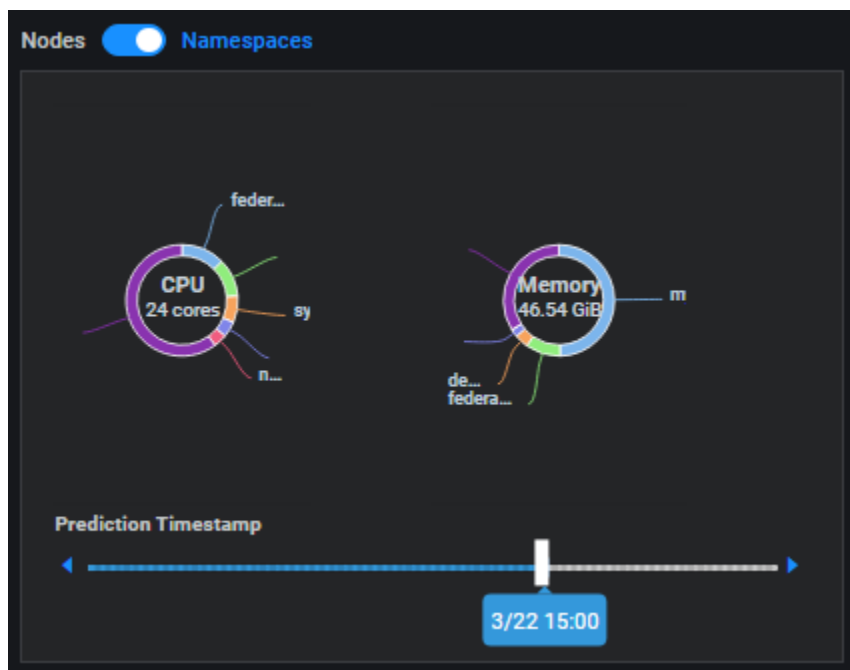 Nodes Namespaces
feder...
CPU
24 cores
sy
n...
Memory
46.54 GiB
m
de...
federa...
Prediction Timestamp
3/22 15:00